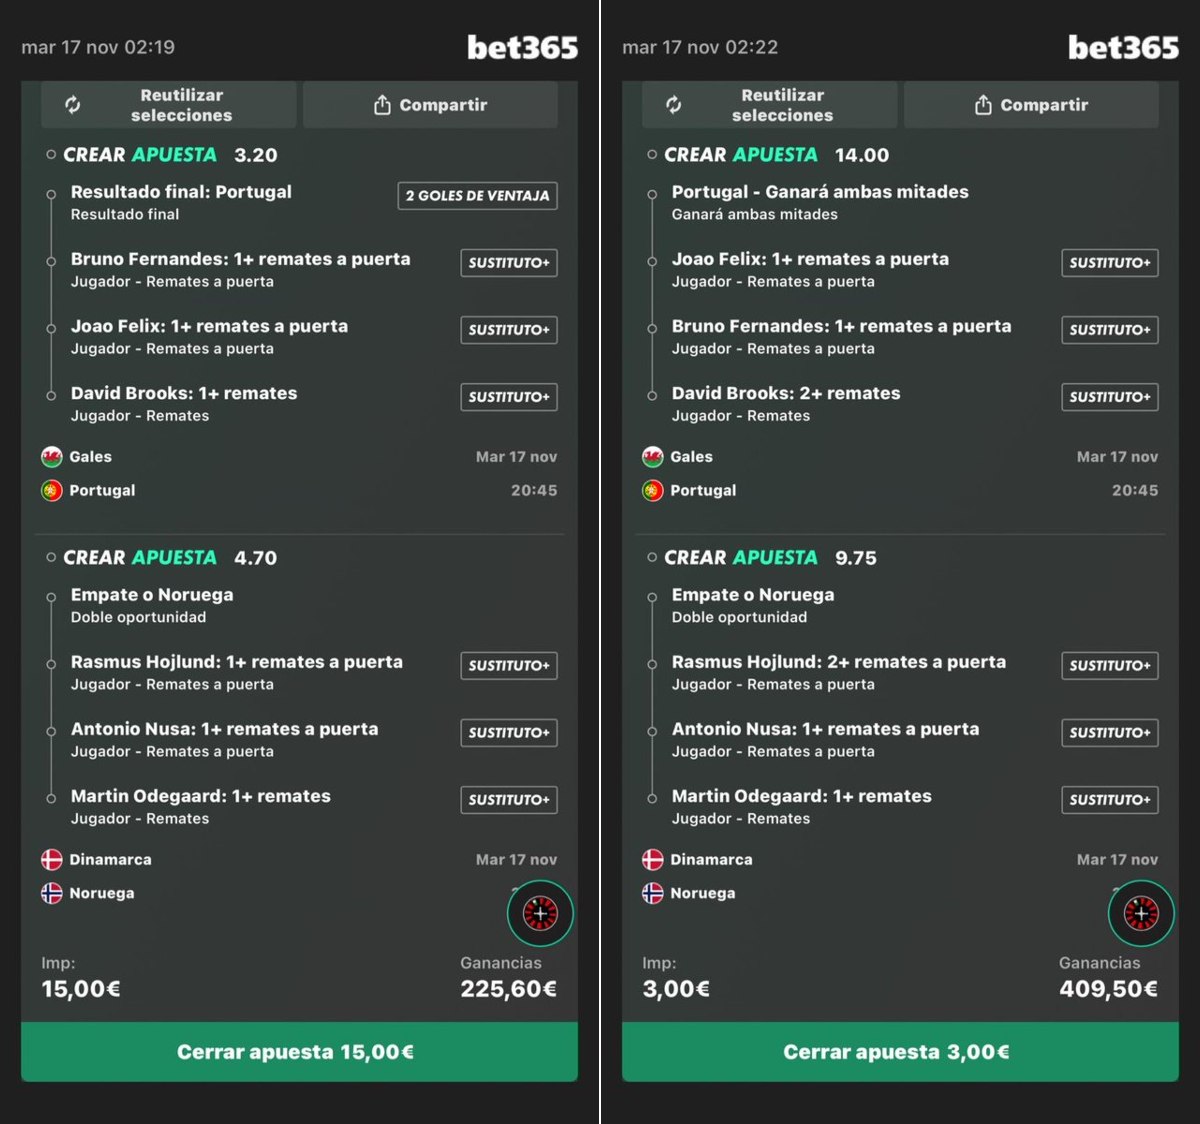 mar 17 nov 02:19
bet365
Reutilizar
selecciones
Compartir
CREAR APUESTA 3.20
Resultado final: Portugal
2 GOLES DE VENTAJA
Resultado final
Bruno Fernandes: 1+ remates a puerta
SUSTITUTO+
Jugador - Remates a puerta
Joao Felix: 1+ remates a puerta
SUSTITUTO+
Jugador - Remates a puerta
David Brooks: 1+ remates
SUSTITUTO+
Jugador - Remates
Gales
Mar 17 nov
Portugal
20:45
CREAR APUESTA 4.70
Empate o Noruega
Doble oportunidad
Rasmus Hojlund: 1+ remates a puerta
SUSTITUTO+
Jugador - Remates a puerta
Antonio Nusa: 1+ remates a puerta
SUSTITUTO+
Jugador - Remates a puerta
Martin Odegaard: 1+ remates
SUSTITUTO+
Jugador - Remates
Dinamarca
Mar 17 nov
Noruega
Imp:
Ganancias
15,00€
225,60€
Cerrar apuesta 15,00€
mar 17 nov 02:22
bet365
Reutilizar
selecciones
Compartir
CREAR APUESTA 14.00
Portugal - Ganará ambas mitades
Ganará ambas mitades
Joao Felix: 1+ remates a puerta
SUSTITUTO+
Jugador - Remates a puerta
Bruno Fernandes: 1+ remates a puerta
SUSTITUTO+
Jugador - Remates a puerta
David Brooks: 2+ remates
SUSTITUTO+
Jugador - Remates
Gales
Mar 17 nov
Portugal
20:45
CREAR APUESTA 9.75
Empate o Noruega
Doble oportunidad
Rasmus Hojlund: 2+ remates a puerta
SUSTITUTO+
Jugador - Remates a puerta
Antonio Nusa: 1+ remates a puerta
SUSTITUTO+
Jugador - Remates a puerta
Martin Odegaard: 1+ remates
SUSTITUTO+
Jugador - Remates
Dinamarca
Mar 17 nov
Noruega
Imp:
Ganancias
3,00€
409,50€
Cerrar apuesta 3,00€